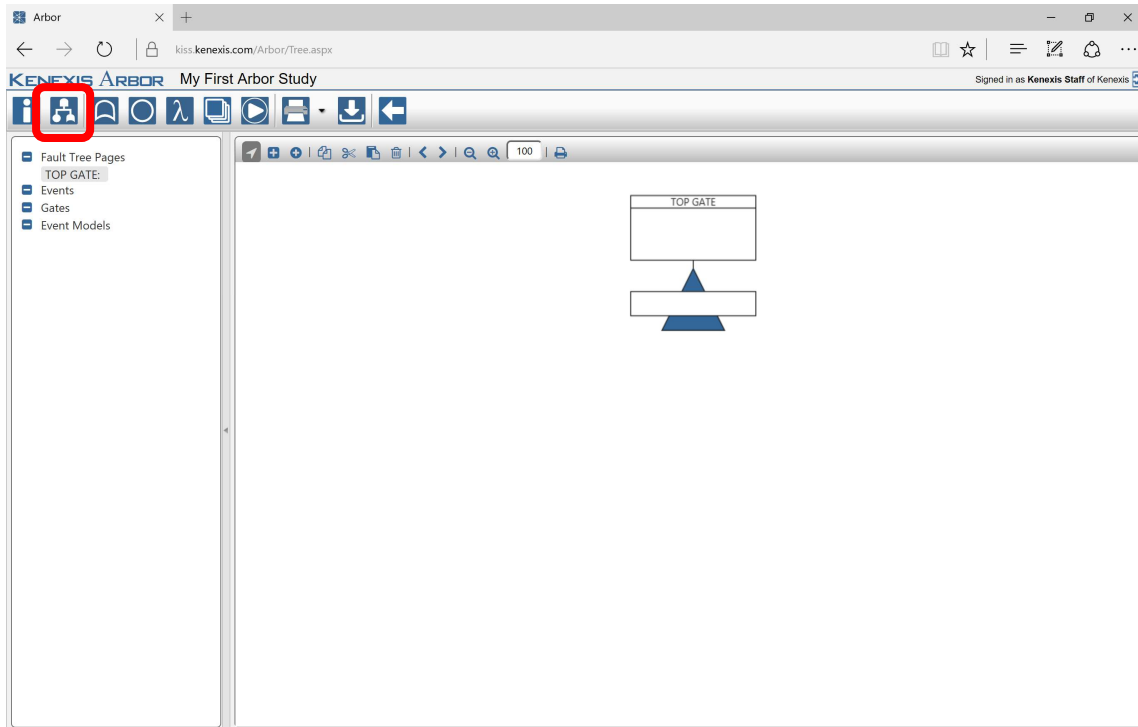 Arbor
kiss.kenexis.com/Arbor/Tree.aspx
KENEXIS ARBOR My First Arbor Study
Signed in as Kenexis Staff of Kenexis
i λ
Fault Tree Pages
TOP GATE:
Events
Gates
Event Models
100
TOP GATE